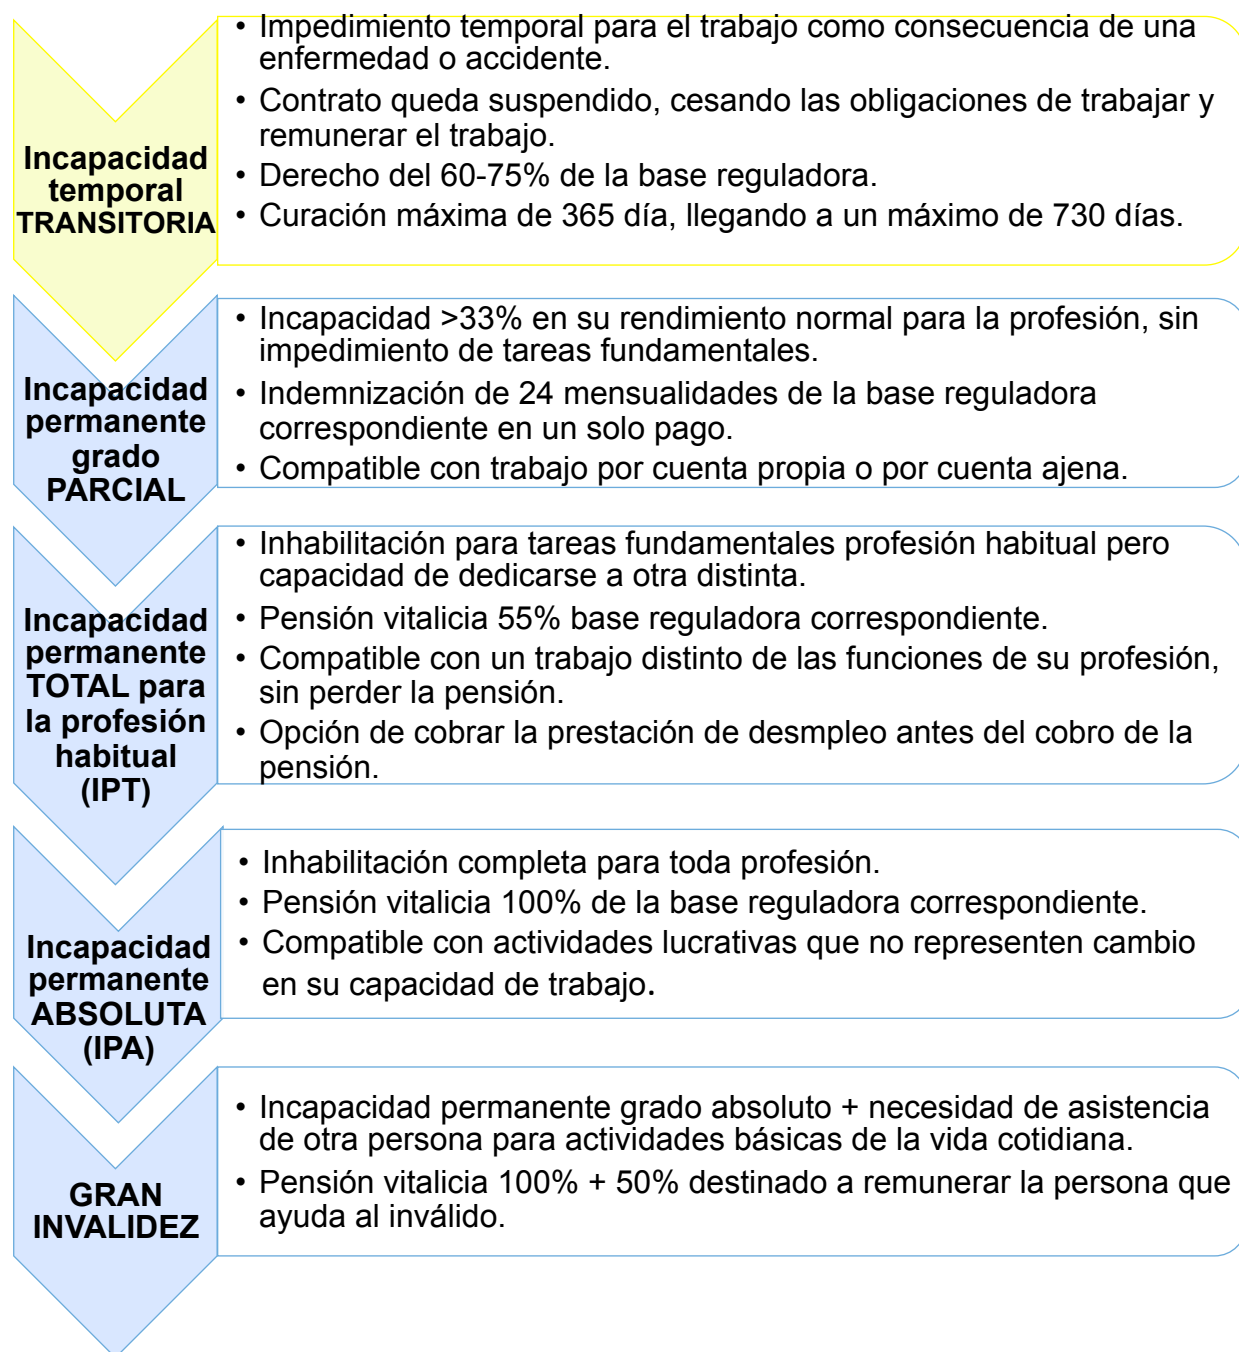 Incapacidad
temporal
TRANSITORIA
• Impedimiento temporal para el trabajo como consecuencia de una
enfermedad o accidente.
• Contrato queda suspendido, cesando las obligaciones de trabajar y
remunerar el trabajo.
• Derecho del 60-75% de la base reguladora.
• Curación máxima de 365 día, llegando a un máximo de 730 días.
Incapacidad
permanente
grado
PARCIAL
• Incapacidad >33% en su rendimiento normal para la profesión, sin
impedimiento de tareas fundamentales.
• Indemnización de 24 mensualidades de la base reguladora
correspondiente en un solo pago.
• Compatible con trabajo por cuenta propia o por cuenta ajena.
Incapacidad
permanente
TOTAL para
la profesión
habitual
(IPT)
• Inhabilitación para tareas fundamentales profesión habitual pero
capacidad de dedicarse a otra distinta.
• Pensión vitalicia 55% base reguladora correspondiente.
• Compatible con un trabajo distinto de las funciones de su profesión,
sin perder la pensión.
• Opción de cobrar la prestación de desmpleo antes del cobro de la
pensión.
Incapacidad
permanente
ABSOLUTA
(IPA)
• Inhabilitación completa para toda profesión.
• Pensión vitalicia 100% de la base reguladora correspondiente.
• Compatible con actividades lucrativas que no representen cambio
en su capacidad de trabajo.
GRAN
INVALIDEZ
• Incapacidad permanente grado absoluto + necesidad de asistencia
de otra persona para actividades básicas de la vida cotidiana.
• Pensión vitalicia 100% + 50% destinado a remunerar la persona que
ayuda al inválido.